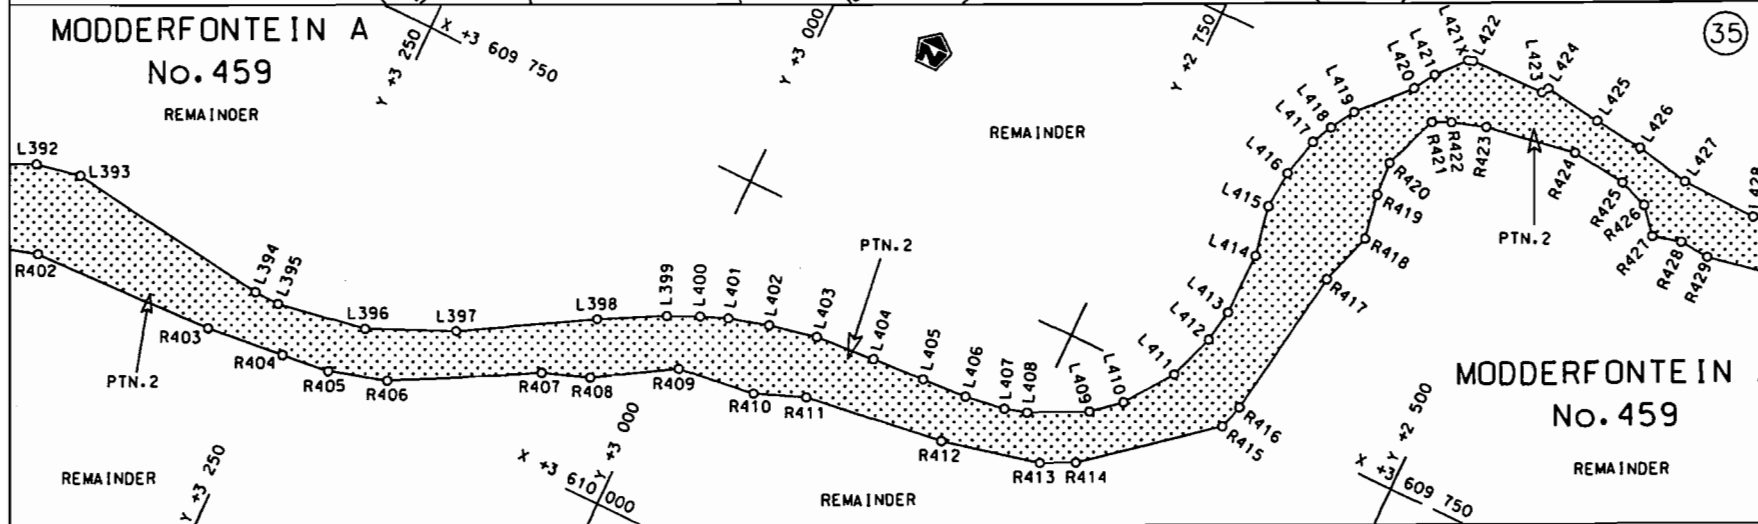 MODDERFONTEIN A
No. 459
REMAINDER
Y +3 250
X +3 609 750
Y +3 000
REMAINDER
Y +2 750
35
L392
L393
L394
L395
L396
L397
L398
L399
L400
L401
L402
L403
L404
L405
L406
L407
L408
L409
L410
L411
L412
L413
L414
L415
L416
L417
L418
L419
L420
L421
L421X
L422
L423
L424
L425
L426
L427
L428
R402
R403
R404
R405
R406
R407
R408
R409
R410
R411
R412
R413
R414
R415
R416
R417
R418
R419
R420
R421
R422
R423
R424
R425
R426
R427
R428
R429
PTN.2
PTN.2
PTN.2
MODDERFONTEIN
No. 459
REMAINDER
REMAINDER
Y +3 250
X +3 610 000
Y +3 000
REMAINDER
Y +2 500
X +3 609 750
N